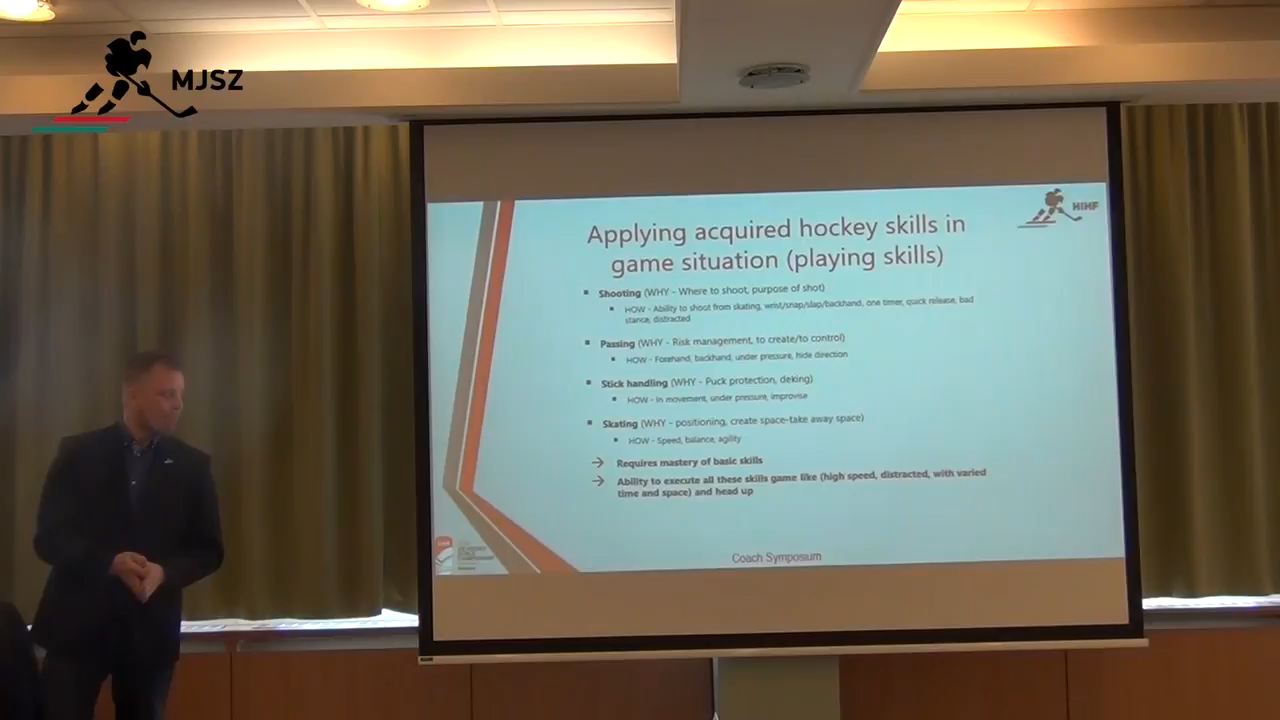 MJSZ
HIHF
Applying acquired hockey skills in
game situation (playing skills)
▪ Shooting (WHY - Where to shoot, purpose of shot)
▪ HOW - Ability to shoot from skating, wrist/snap/slap/backhand, one timer, quick release, bad
stance, distracted
▪ Passing (WHY - Risk management, to create/to control)
▪ HOW - Forehand, backhand, under pressure, hide direction
▪ Stick handling (WHY - Puck protection, deking)
▪ HOW - In movement, under pressure, improvise
▪ Skating (WHY - positioning, create space-take away space)
▪ HOW - Speed, balance, agility
→ Requires mastery of basic skills
→ Ability to execute all these skills game like (high speed, distracted, with varied
time and space) and head up
Coach Symposium